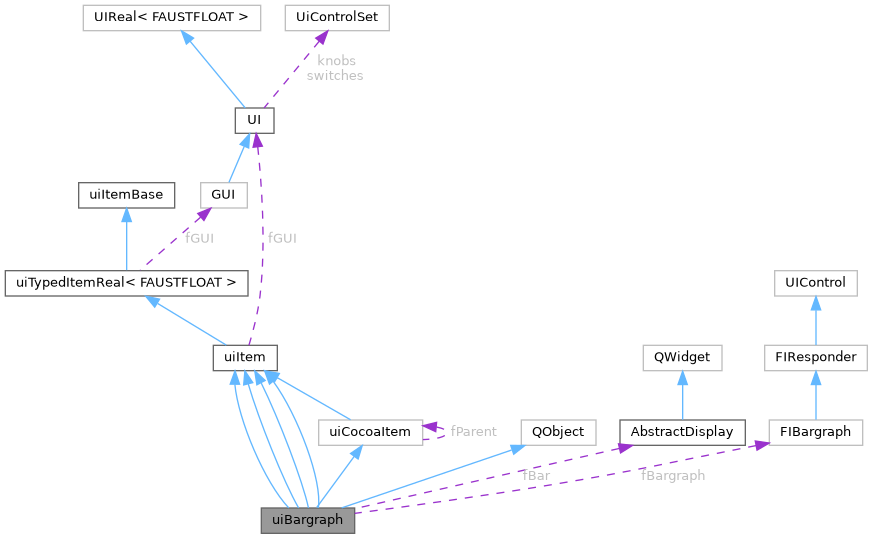 UIReal< FAUSTFLOAT >
UiControlSet
knobs
switches
UI
uiItemBase
GUI
fGUI
fGUI
uiTypedItemReal< FAUSTFLOAT >
UIControl
uiItem
QWidget
FIResponder
uiCocoaItem
fParent
QObject
AbstractDisplay
FIBargraph
fBar
fBargraph
uiBargraph